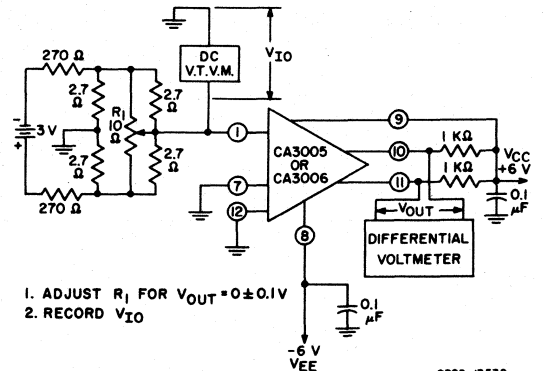 270 Ω
2.7 Ω
2.7 Ω
R1 10 Ω
- 3 V +
2.7 Ω
2.7 Ω
270 Ω
DC V.T.V.M.
VIO
1
7
12
CA3005 OR CA3006
8
9
10
11
1 KΩ
1 KΩ
VCC +6 V
0.1 μF
VOUT
DIFFERENTIAL VOLTMETER
0.1 μF
-6 V VEE
1. ADJUST R1 FOR VOUT = 0 ± 0.1 V
2. RECORD VIO